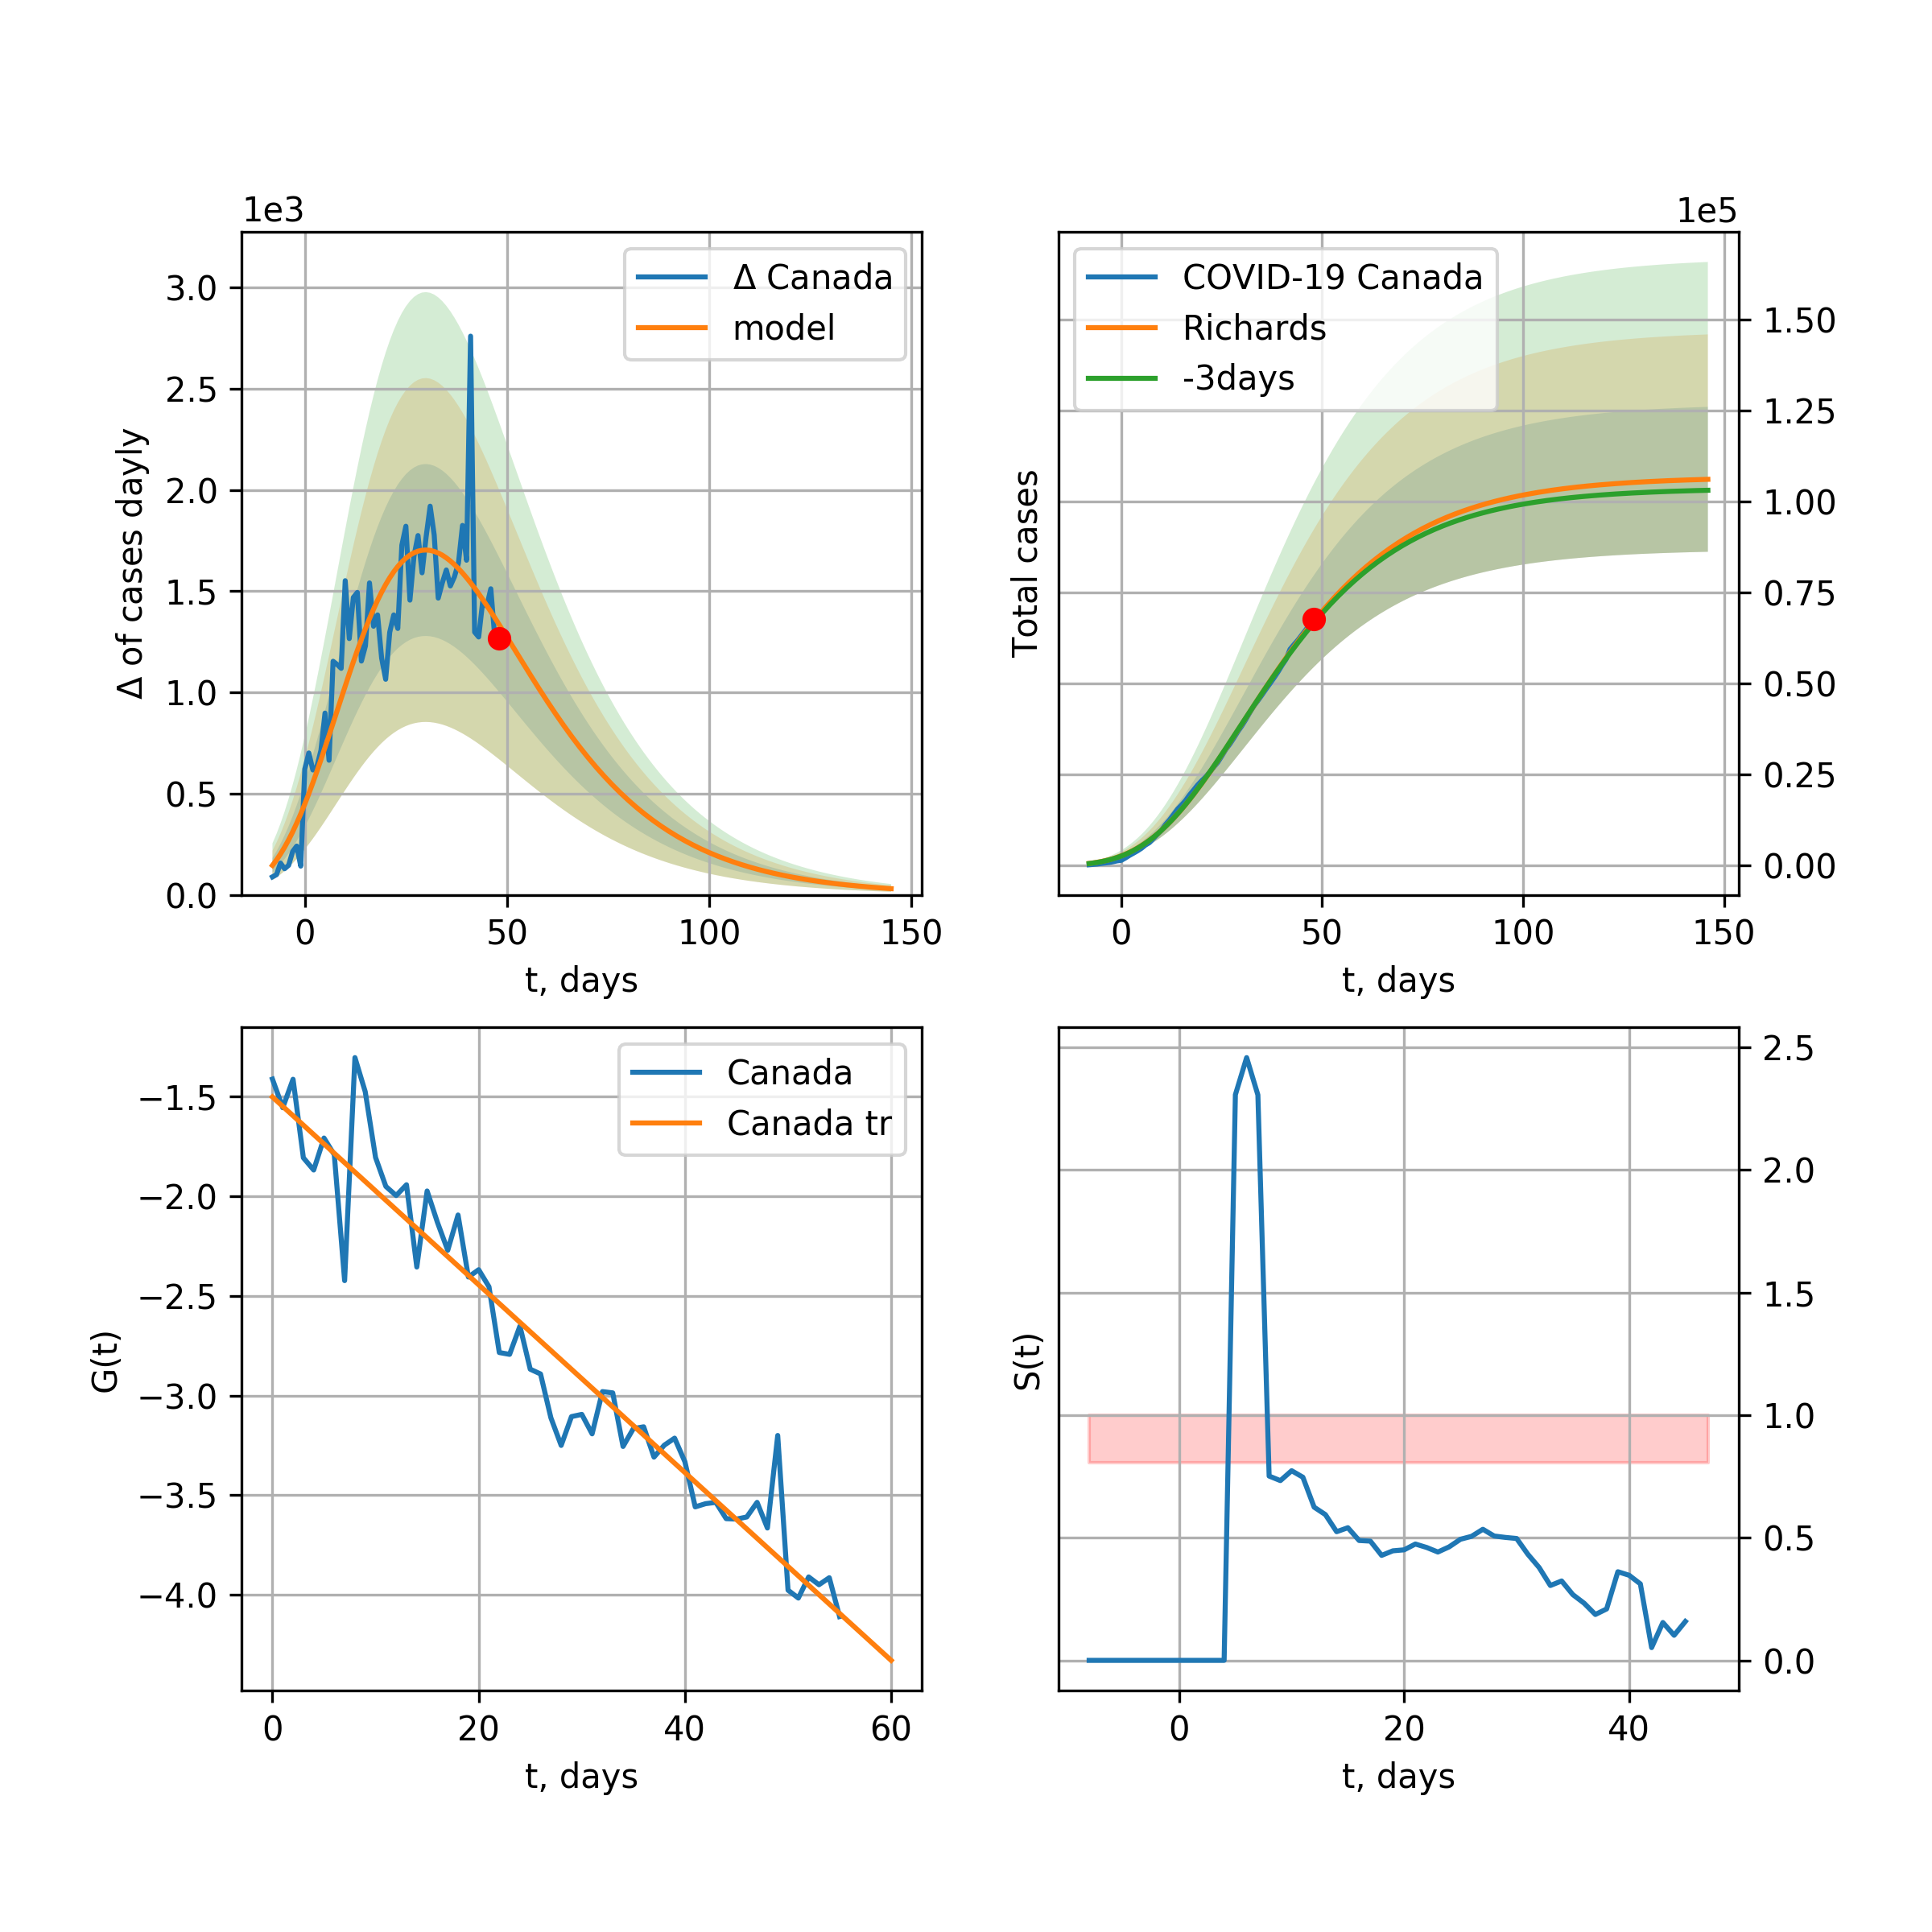 1e3
Δ of cases dayly
3.0
2.5
2.0
1.5
1.0
0.5
0.0
0 50 100 150
t, days
Δ Canada
model
1e5
Total cases
COVID-19 Canada
Richards
-3days
1.50
1.25
1.00
0.75
0.50
0.25
0.00
0 50 100 150
t, days
G(t)
−1.5
−2.0
−2.5
−3.0
−3.5
−4.0
0 20 40 60
t, days
Canada
Canada tr
S(t)
2.5
2.0
1.5
1.0
0.5
0.0
0 20 40
t, days